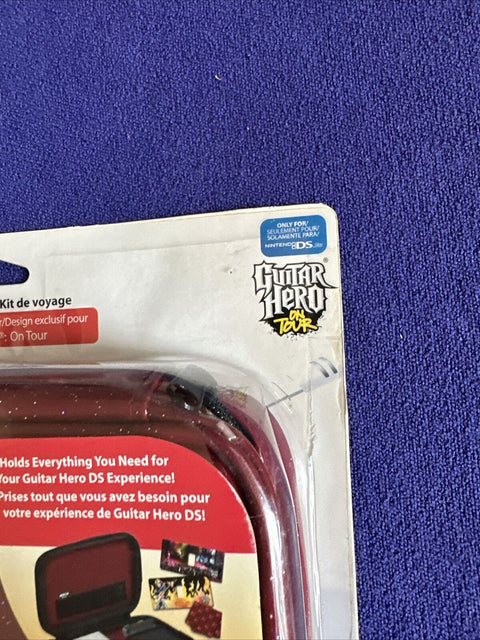 ONLY FOR/
SEULEMENT POUR/
SOLAMENTE PARA/
NINTENDO DS Lite
GUITAR
HERO
ON
TOUR
®
Kit de voyage
r/Design exclusif pour
®: On Tour
Holds Everything You Need for
Your Guitar Hero DS Experience!
Prises tout que vous avez besoin pour
votre expérience de Guitar Hero DS!